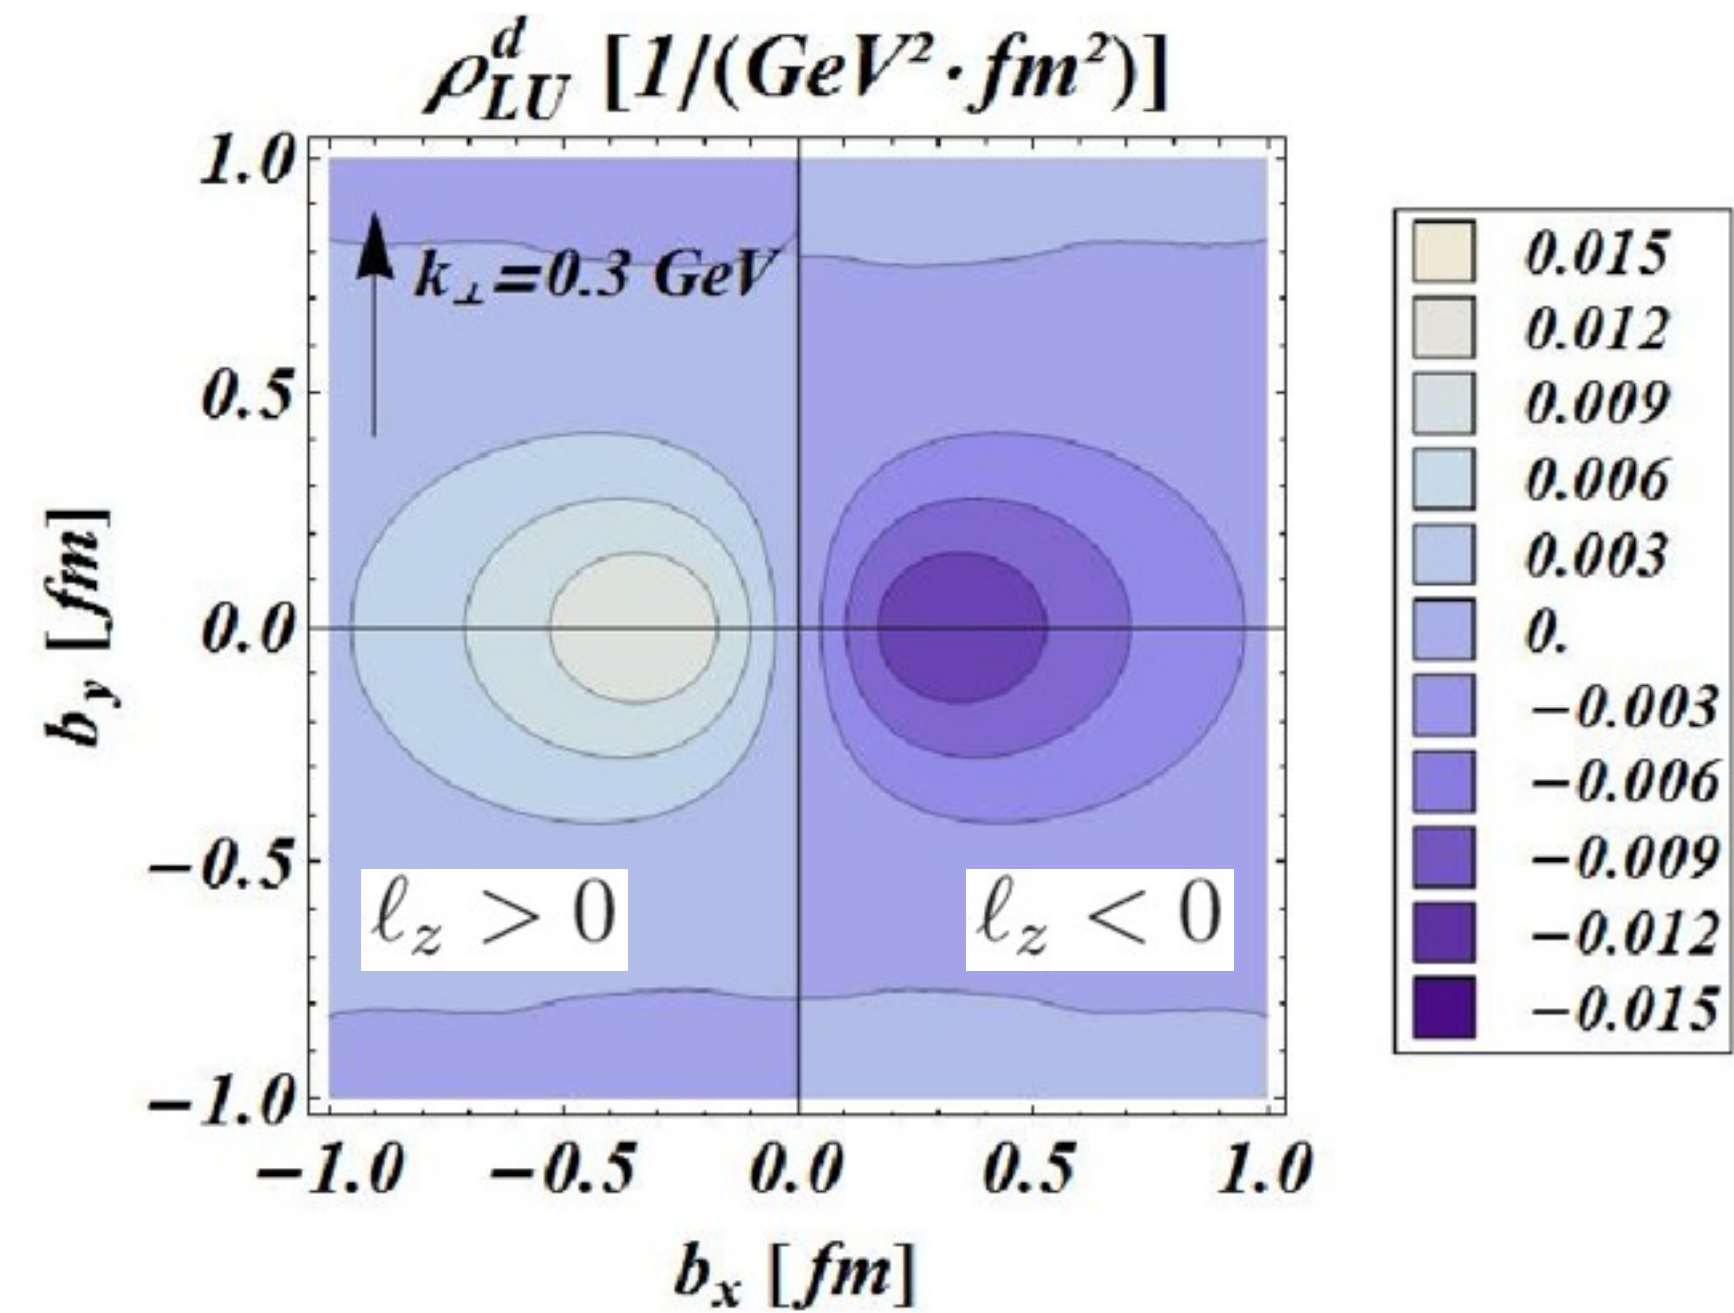 ρ^d_LU [1/(GeV²·fm²)]
1.0
0.5
0.0
−0.5
−1.0
b_y [fm]
k_⊥=0.3 GeV
ℓ_z > 0
ℓ_z < 0
−1.0 −0.5 0.0 0.5 1.0
b_x [fm]
0.015
0.012
0.009
0.006
0.003
0.
−0.003
−0.006
−0.009
−0.012
−0.015